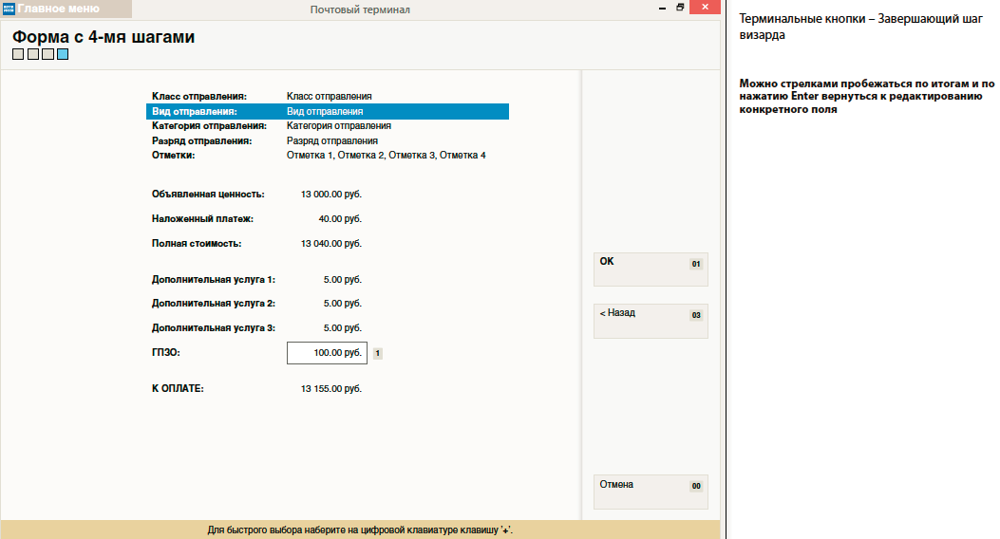 Главное меню
Почтовый терминал
Форма с 4-мя шагами
Класс отправления: Класс отправления
Вид отправления: Вид отправления
Категория отправления: Категория отправления
Разряд отправления: Разряд отправления
Отметки: Отметка 1, Отметка 2, Отметка 3, Отметка 4
Объявленная ценность: 13 000.00 руб.
Наложенный платеж: 40.00 руб.
Полная стоимость: 13 040.00 руб.
Дополнительная услуга 1: 5.00 руб.
Дополнительная услуга 2: 5.00 руб.
Дополнительная услуга 3: 5.00 руб.
ГПЗО: 100.00 руб. 1
К ОПЛАТЕ: 13 155.00 руб.
ОК 01
< Назад 03
Отмена 00
Для быстрого выбора наберите на цифровой клавиатуре клавишу '+'.
Терминальные кнопки – Завершающий шаг
визарда
Можно стрелками пробежаться по итогам и по
нажатию Enter вернуться к редактированию
конкретного поля